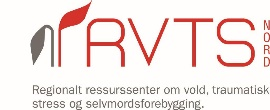 RVTS
NORD
Regionalt ressurssenter om vold, traumatisk
stress og selvmordsforebygging.